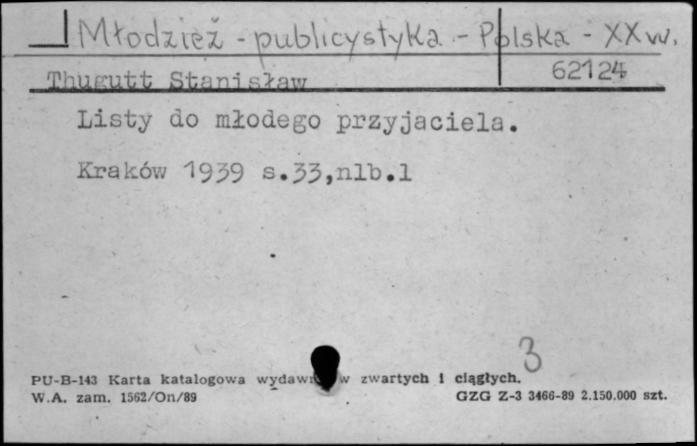 Młodzież - publicystyka - Polska - XX w.
Thugutt Stanisław 62124
Listy do młodego przyjaciela.
Kraków 1939 s.33,nlb.1
3
PU-B-143 Karta katalogowa w zwartych i ciągłych.
W.A. zam. 1562/On/89 GZG Z-3 3466-89 2.150.000 szt.